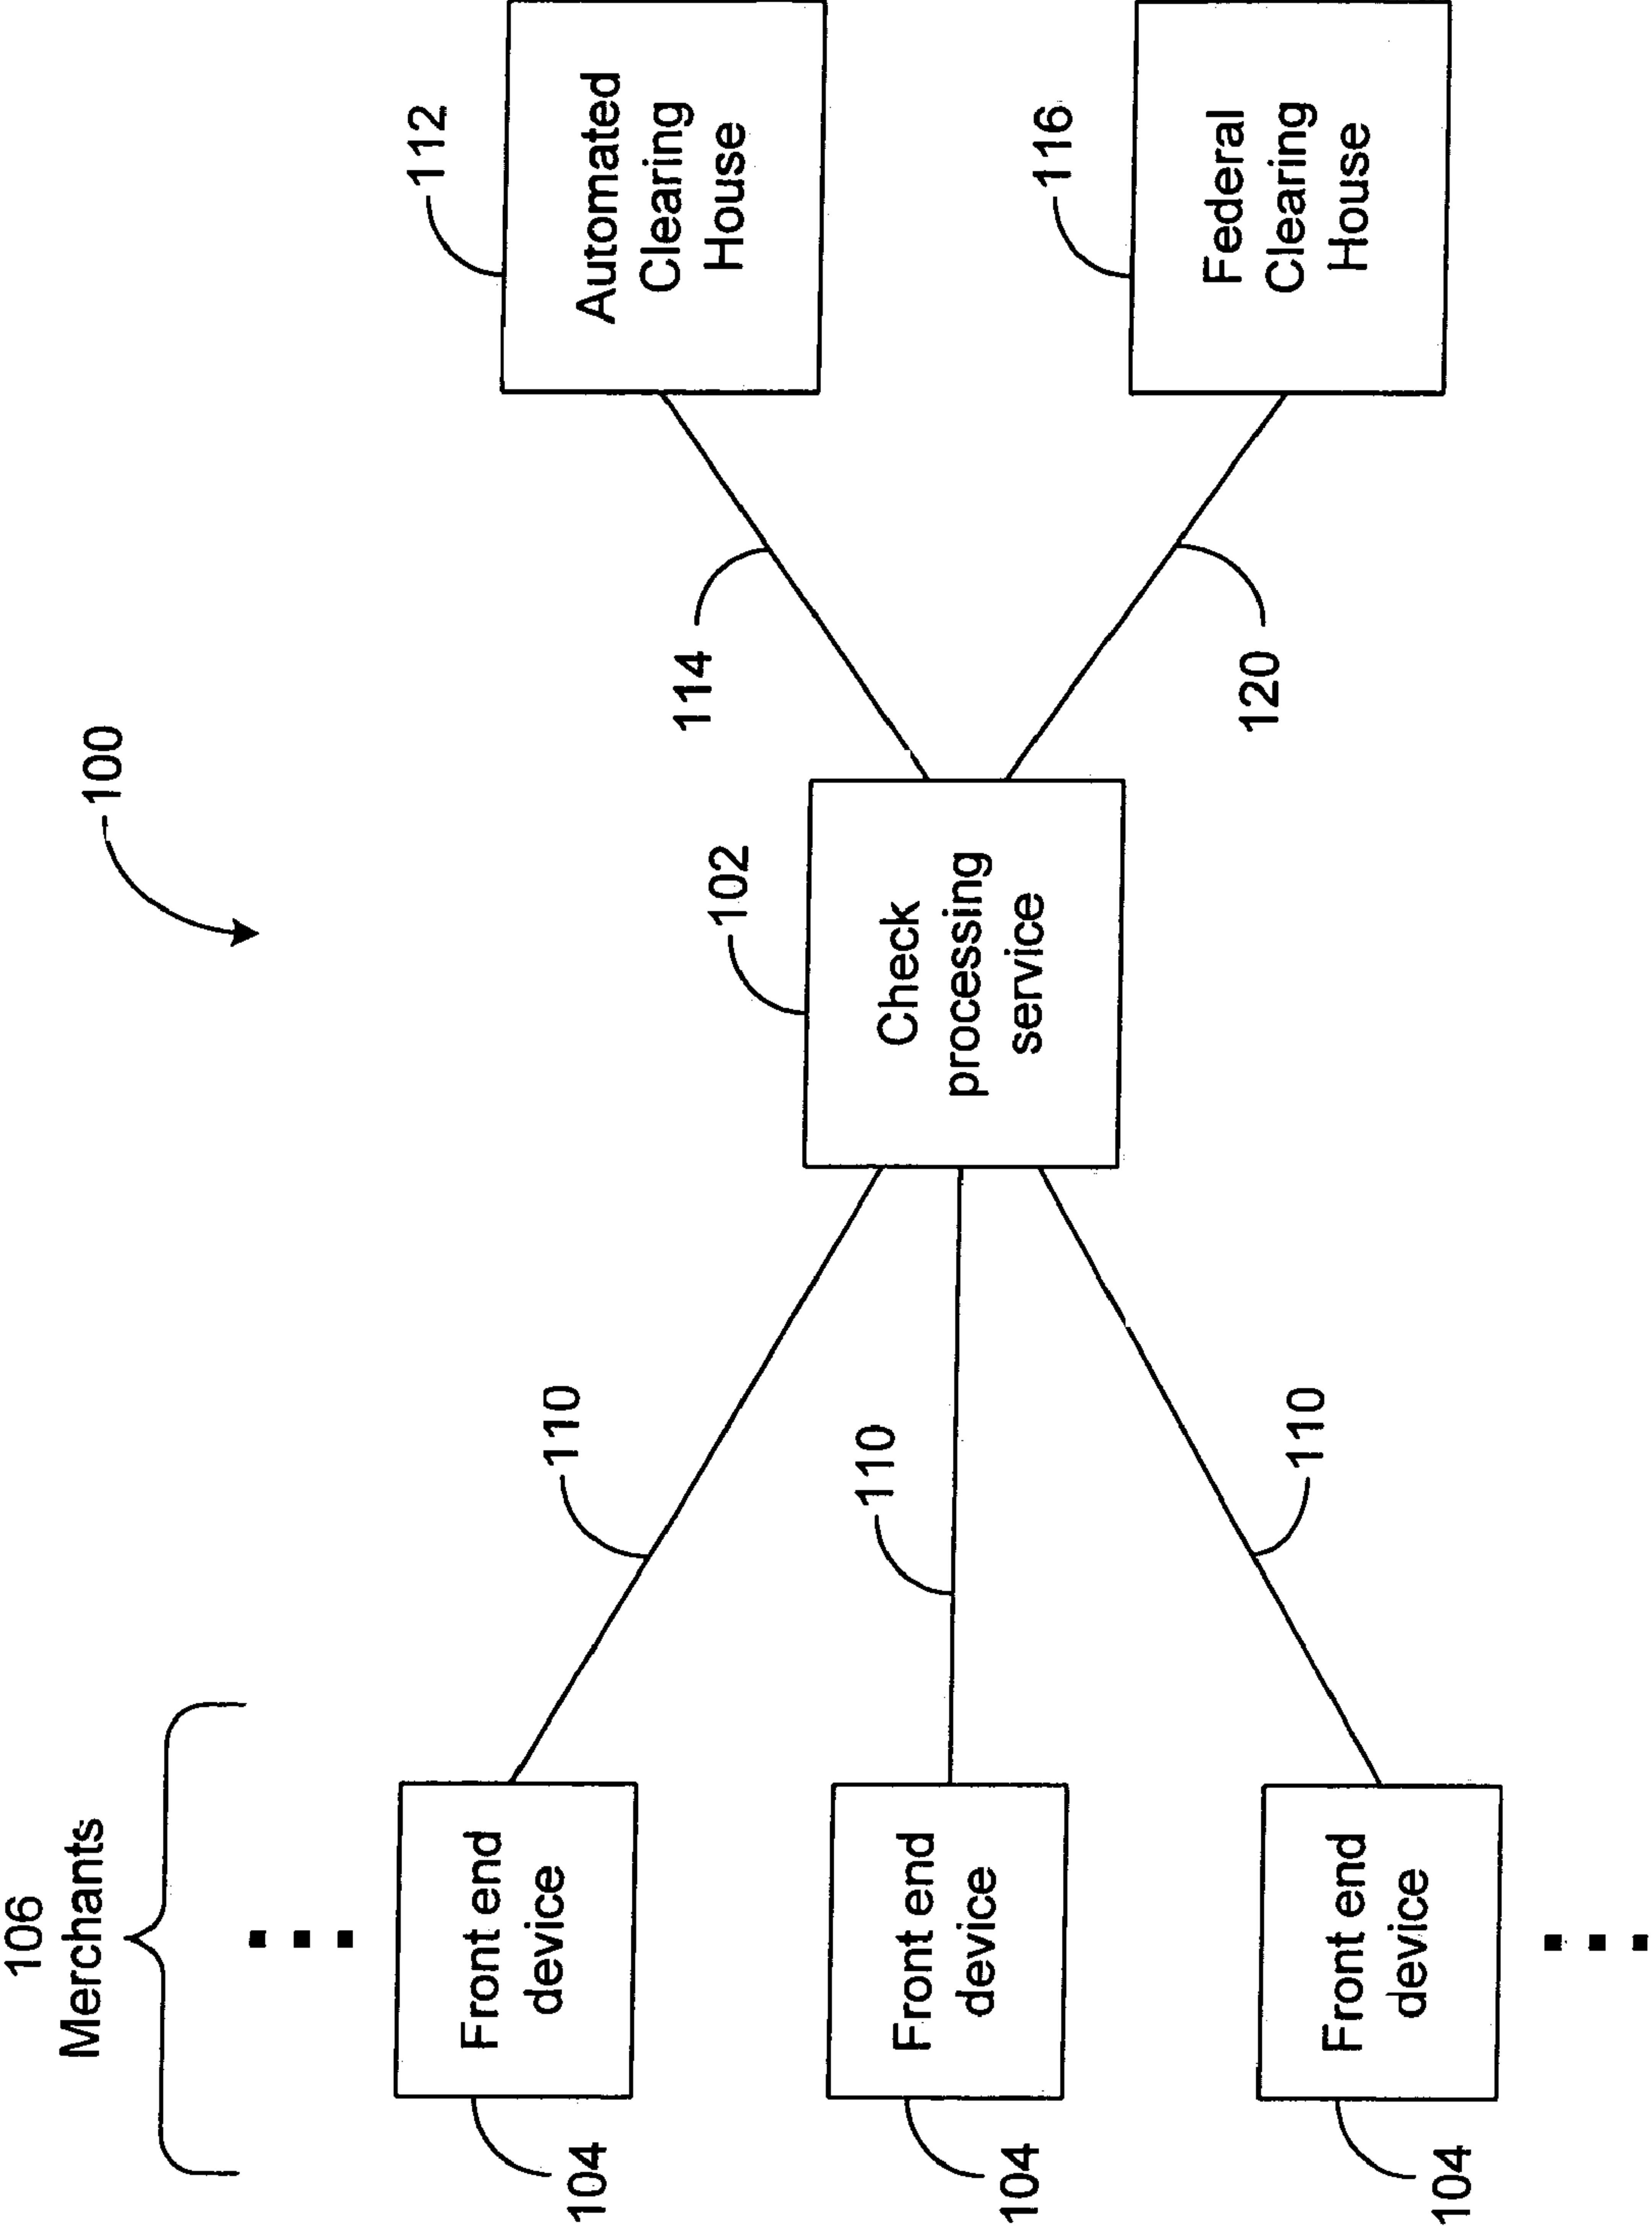 100
106
Merchants
104
Front end
device
110
104
Front end
device
110
104
Front end
device
110
102
Check
processing
service
114
120
112
Automated
Clearing
House
116
Federal
Clearing
House